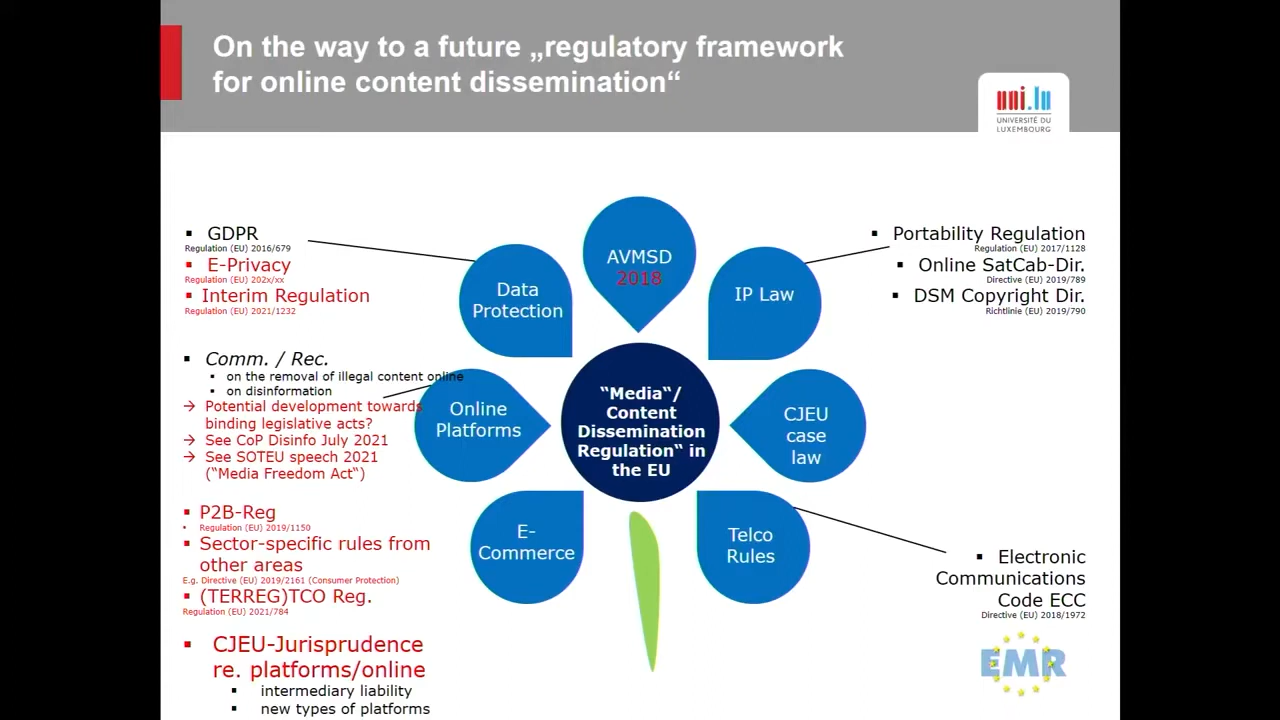 On the way to a future „regulatory framework
for online content dissemination“
uni.lu
UNIVERSITÉ DU
LUXEMBOURG
▪ GDPR
Regulation (EU) 2016/679
▪ E-Privacy
Regulation (EU) 202x/xx
▪ Interim Regulation
Regulation (EU) 2021/1232
▪ Comm. / Rec.
▪ on the removal of illegal content online
▪ on disinformation
→ Potential development towards
binding legislative acts?
→ See CoP Disinfo July 2021
→ See SOTEU speech 2021
(“Media Freedom Act“)
▪ P2B-Reg
• Regulation (EU) 2019/1150
▪ Sector-specific rules from
other areas
E.g. Directive (EU) 2019/2161 (Consumer Protection)
▪ (TERREG)TCO Reg.
Regulation (EU) 2021/784
▪ CJEU-Jurisprudence
re. platforms/online
▪ intermediary liability
▪ new types of platforms
AVMSD
2018
Data
Protection
IP Law
Online
Platforms
“Media“/
Content
Dissemination
Regulation“ in
the EU
CJEU
case
law
E-
Commerce
Telco
Rules
▪ Portability Regulation
Regulation (EU) 2017/1128
▪ Online SatCab-Dir.
Directive (EU) 2019/789
▪ DSM Copyright Dir.
Richtlinie (EU) 2019/790
▪ Electronic
Communications
Code ECC
Directive (EU) 2018/1972
EMR